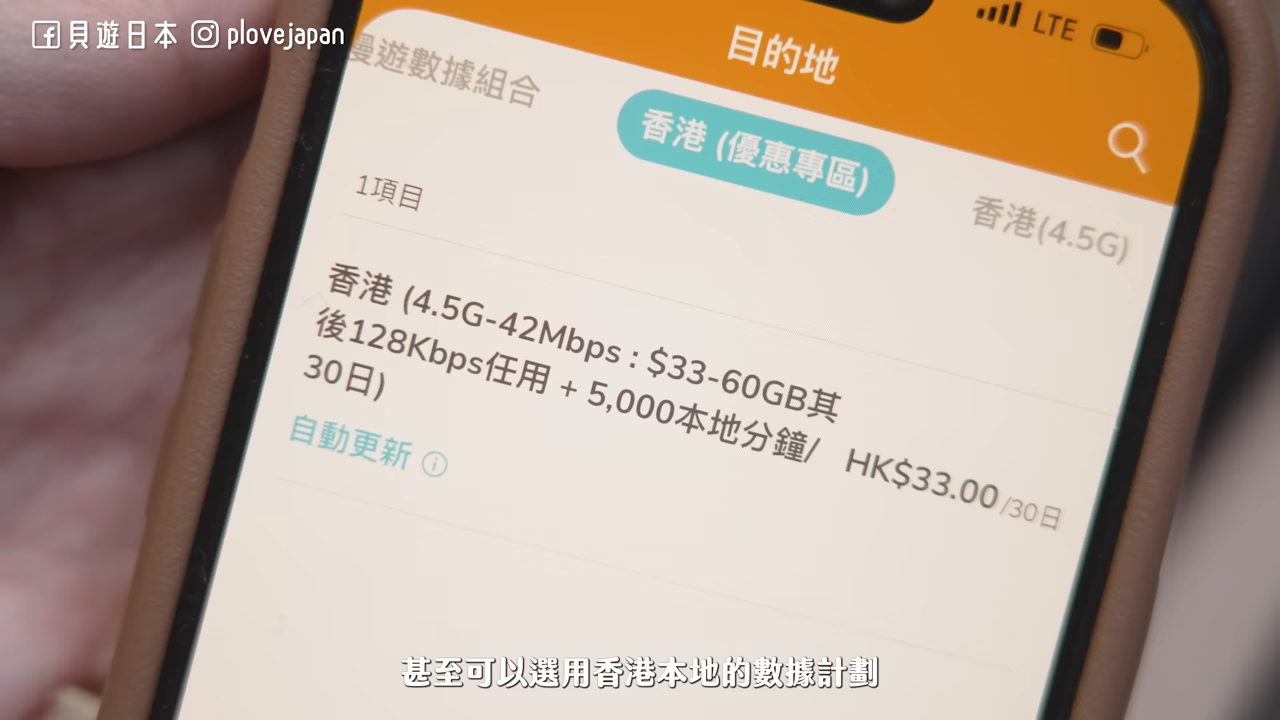 貝遊日本 plovejapan
LTE
目的地
漫遊數據組合
香港 (優惠專區)
香港(4.5G)
1項目
香港 (4.5G-42Mbps : $33-60GB其
後128Kbps任用 + 5,000本地分鐘/
30日)
HK$33.00/30日
自動更新
甚至可以選用香港本地的數據計劃